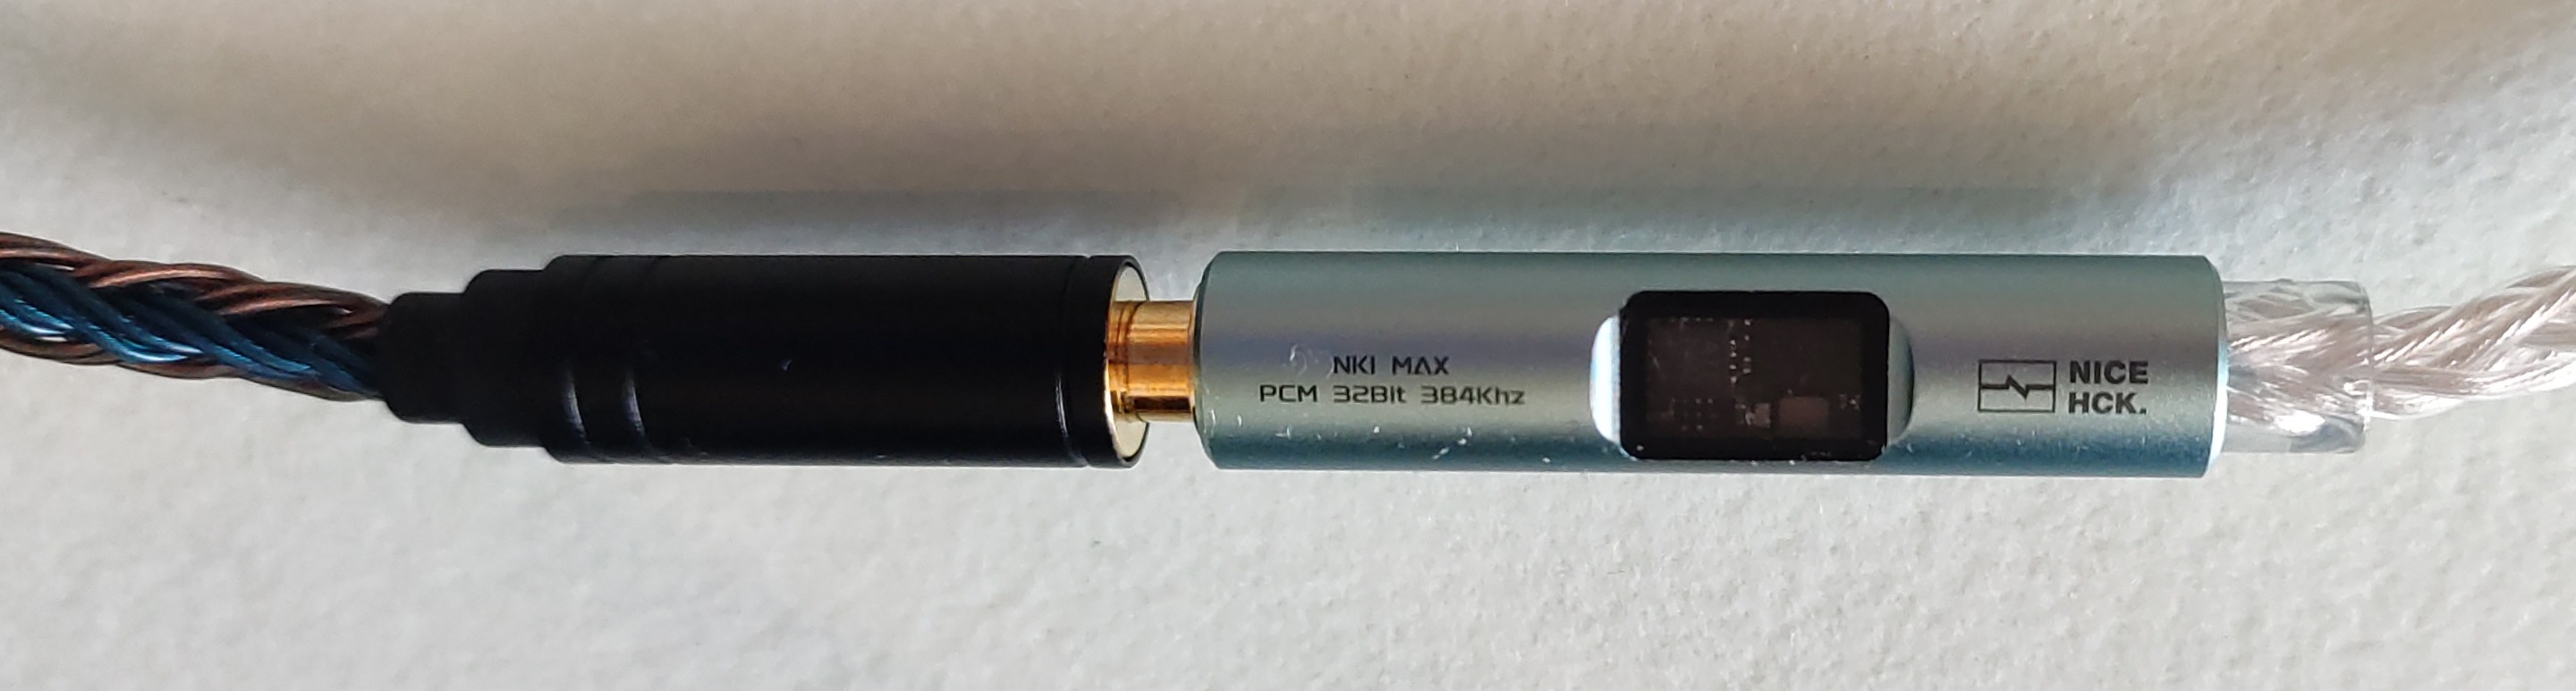 NK1 MAX
PCM 32Bit 384Khz
NICE
HCK.